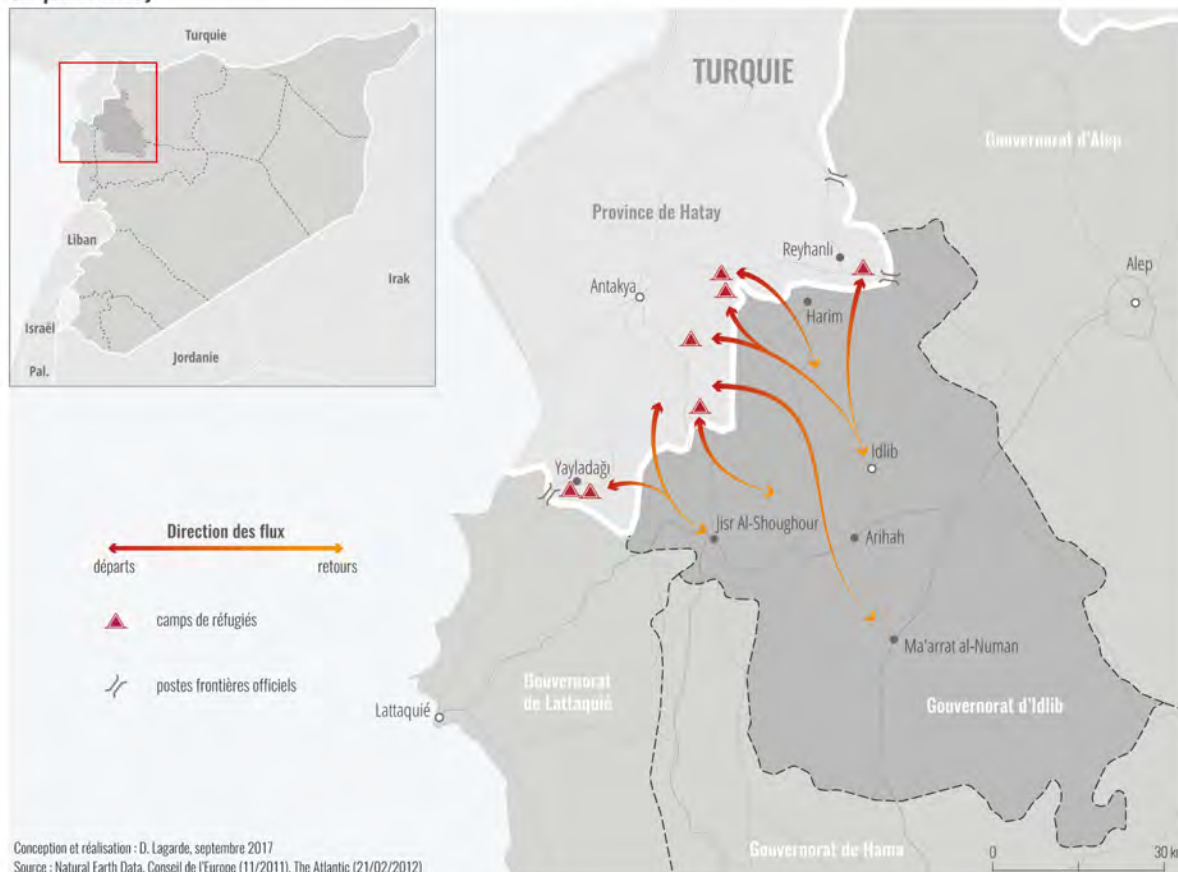 Turquie
Liban
Irak
Israël
Jordanie
Pal.
TURQUIE
Gouvernorat d'Alep
Province de Hatay
Reyhanlı
Antakya
Alep
Harim
Idlib
Yayladağı
Jisr Al-Shoughour
Arihah
Ma'arrat al-Numan
Gouvernorat
de Lattaquié
Gouvernorat d'Idlib
Lattaquié
Gouvernorat de Hama
Direction des flux
départs
retours
camps de réfugiés
postes frontières officiels
0 30 km
Conception et réalisation : D. Lagarde, septembre 2017
Source : Natural Earth Data, Conseil de l'Europe (11/2011), The Atlantic (21/02/2012)